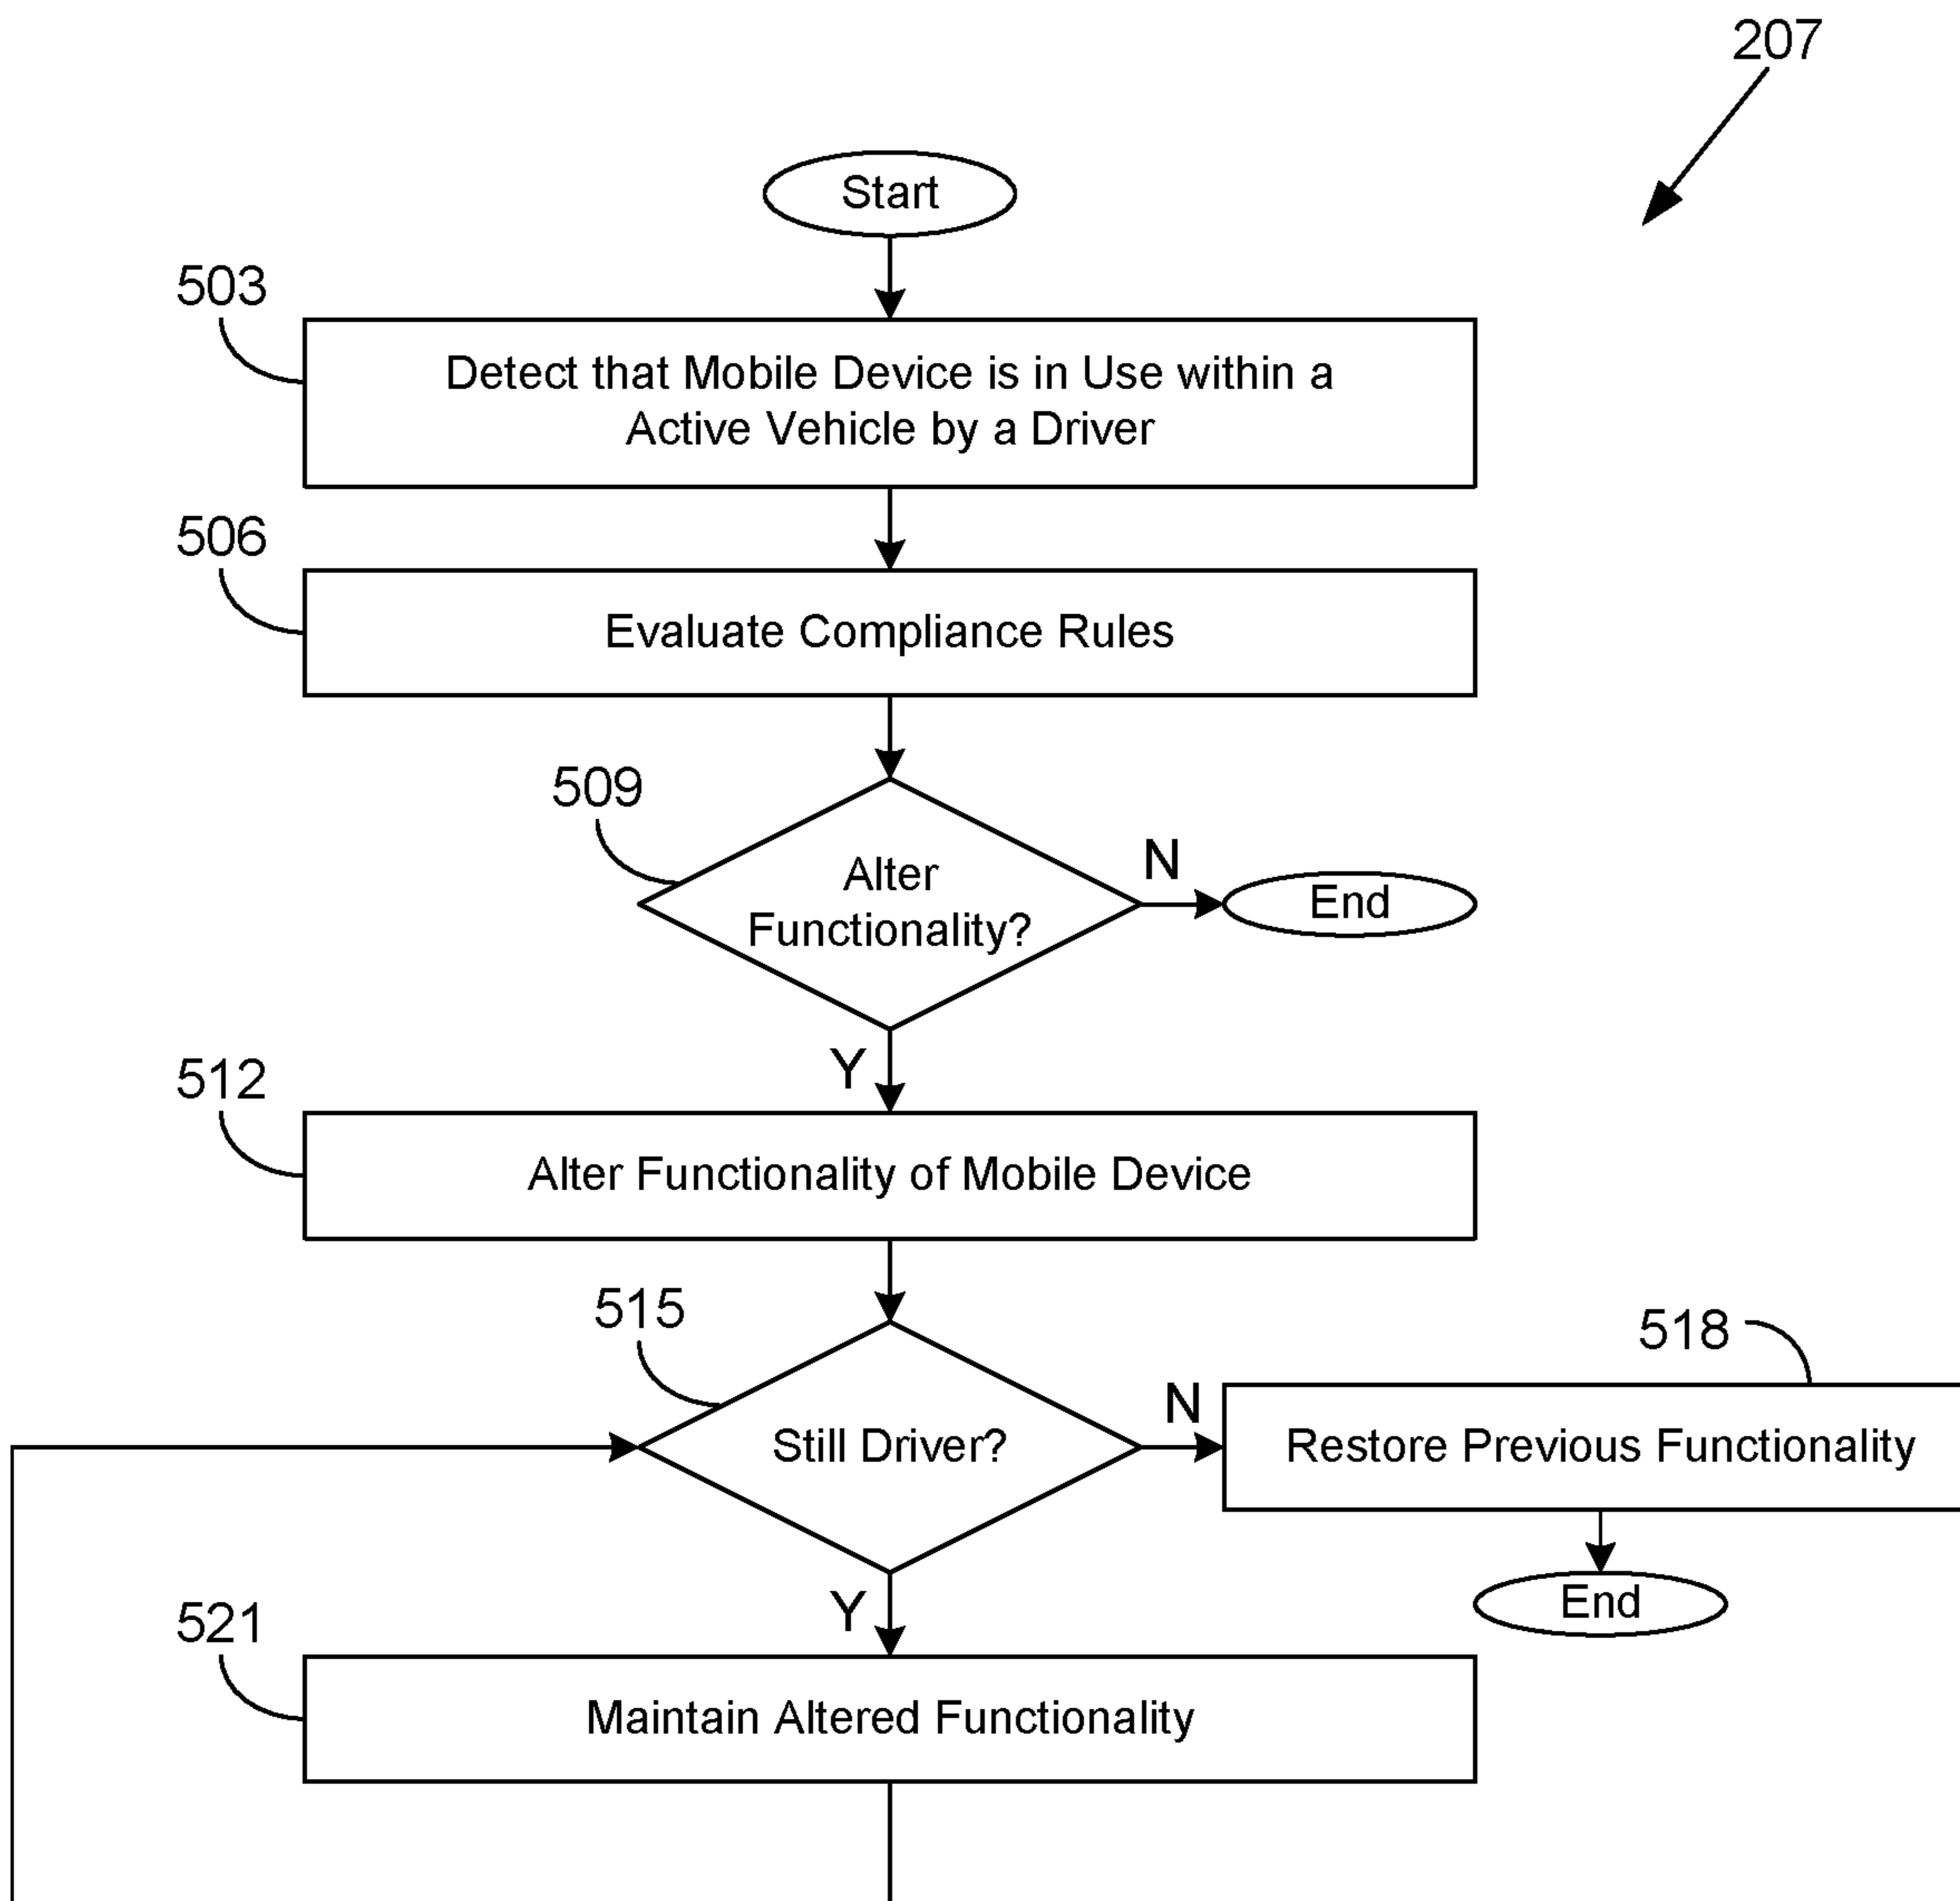 207
Start
503
Detect that Mobile Device is in Use within a
Active Vehicle by a Driver
506
Evaluate Compliance Rules
509
Alter
Functionality?
N
End
Y
512
Alter Functionality of Mobile Device
515
Still Driver?
N
518
Restore Previous Functionality
End
Y
521
Maintain Altered Functionality